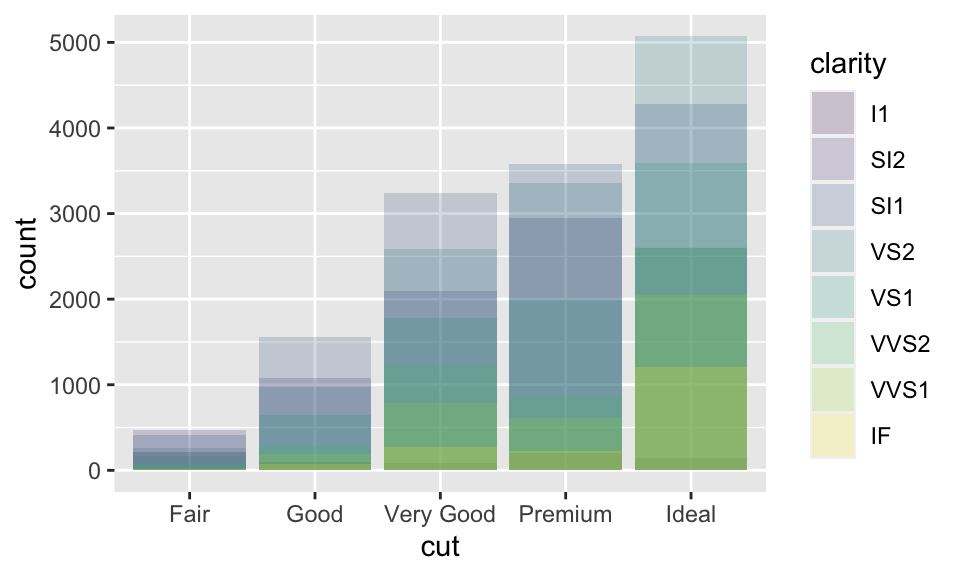 5000
4000
3000
2000
1000
0
count
Fair Good Very Good Premium Ideal
cut
clarity
I1
SI2
SI1
VS2
VS1
VVS2
VVS1
IF